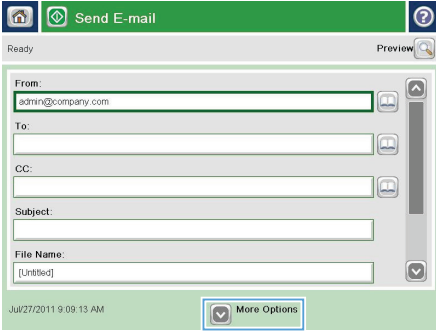 Send E-mail
?
Ready
Preview
From:
admin@company.com
To:
CC:
Subject:
File Name:
[Untitled]
Jul/27/2011 9:09:13 AM
More Options